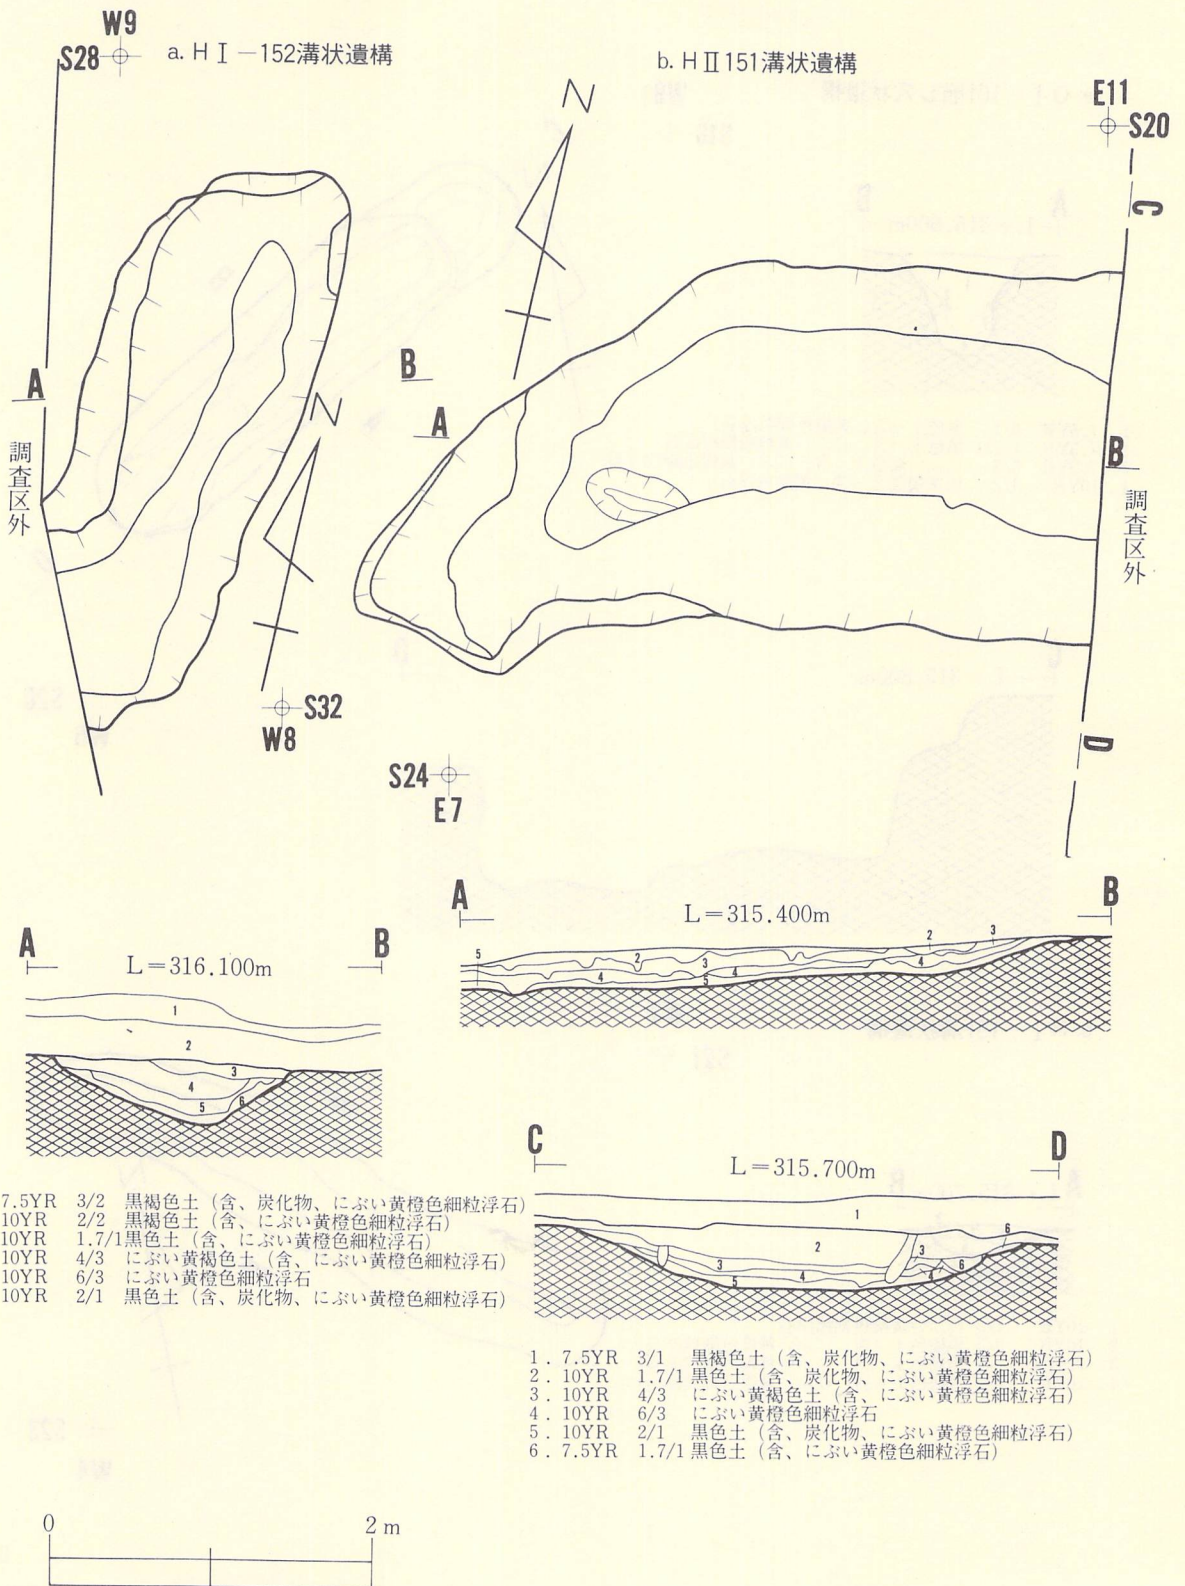 W9
S28
a. HⅠ－152溝状遺構
b. HⅡ151溝状遺構
E11
S20
N
C
A
B
A
N
調査区外
B
調査区外
S32
W8
S24
E7
D
A
B
L＝315.400m
5
2
3
4
5
4
2
3
4
A
B
L＝316.100m
1
2
3
4
5
6
C
D
L＝315.700m
1
2
3
4
5
3
4
6
6
7.5YR 3/2 黒褐色土（含、炭化物、にぶい黄橙色細粒浮石）
10YR 2/2 黒褐色土（含、にぶい黄橙色細粒浮石）
10YR 1.7/1黒色土（含、にぶい黄橙色細粒浮石）
10YR 4/3 にぶい黄褐色土（含、にぶい黄橙色細粒浮石）
10YR 6/3 にぶい黄橙色細粒浮石
10YR 2/1 黒色土（含、炭化物、にぶい黄橙色細粒浮石）
1．7.5YR 3/1 黒褐色土（含、炭化物、にぶい黄橙色細粒浮石）
2．10YR 1.7/1黒色土（含、炭化物、にぶい黄橙色細粒浮石）
3．10YR 4/3 にぶい黄褐色土（含、にぶい黄橙色細粒浮石）
4．10YR 6/3 にぶい黄橙色細粒浮石
5．10YR 2/1 黒色土（含、炭化物、にぶい黄橙色細粒浮石）
6．7.5YR 1.7/1黒色土（含、にぶい黄橙色細粒浮石）
0
2 m